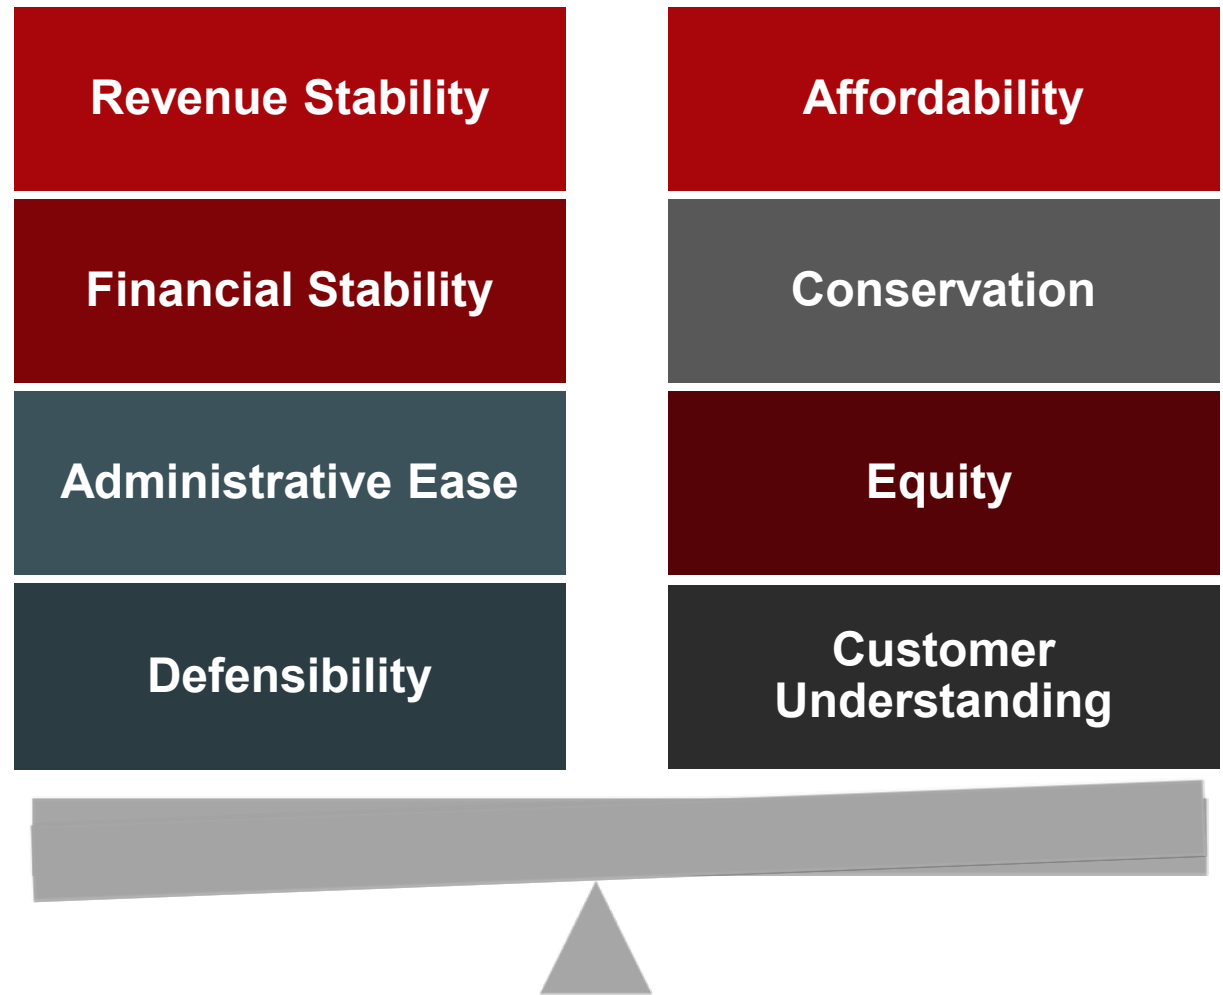 Revenue Stability
Financial Stability
Administrative Ease
Defensibility
Affordability
Conservation
Equity
Customer
Understanding